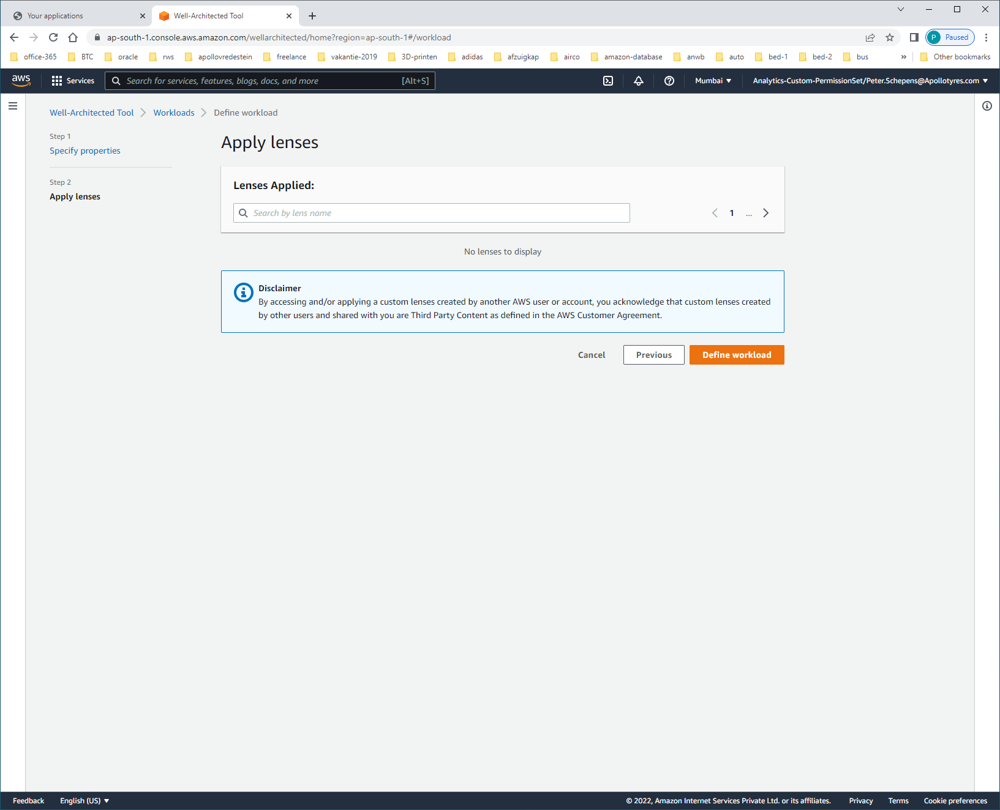 Your applications
Well-Architected Tool
ap-south-1.console.aws.amazon.com/wellarchitected/home?region=ap-south-1#/workload
P Paused
office-365 BTC oracle rws apollovredestein freelance vakantie-2019 3D-printen adidas afzuigkap airco amazon-database anwb auto bed-1 bed-2 bus » Other bookmarks
aws Services Search for services, features, blogs, docs, and more [Alt+S] Mumbai Analytics-Custom-PermissionSet/Peter.Schepens@Apollotyres.com
Well-Architected Tool Workloads Define workload
Step 1
Specify properties
Step 2
Apply lenses
Apply lenses
Lenses Applied:
Search by lens name
1 ...
No lenses to display
Disclaimer
By accessing and/or applying a custom lenses created by another AWS user or account, you acknowledge that custom lenses created
by other users and shared with you are Third Party Content as defined in the AWS Customer Agreement.
Cancel Previous Define workload
Feedback English (US) © 2022, Amazon Internet Services Private Ltd. or its affiliates. Privacy Terms Cookie preferences